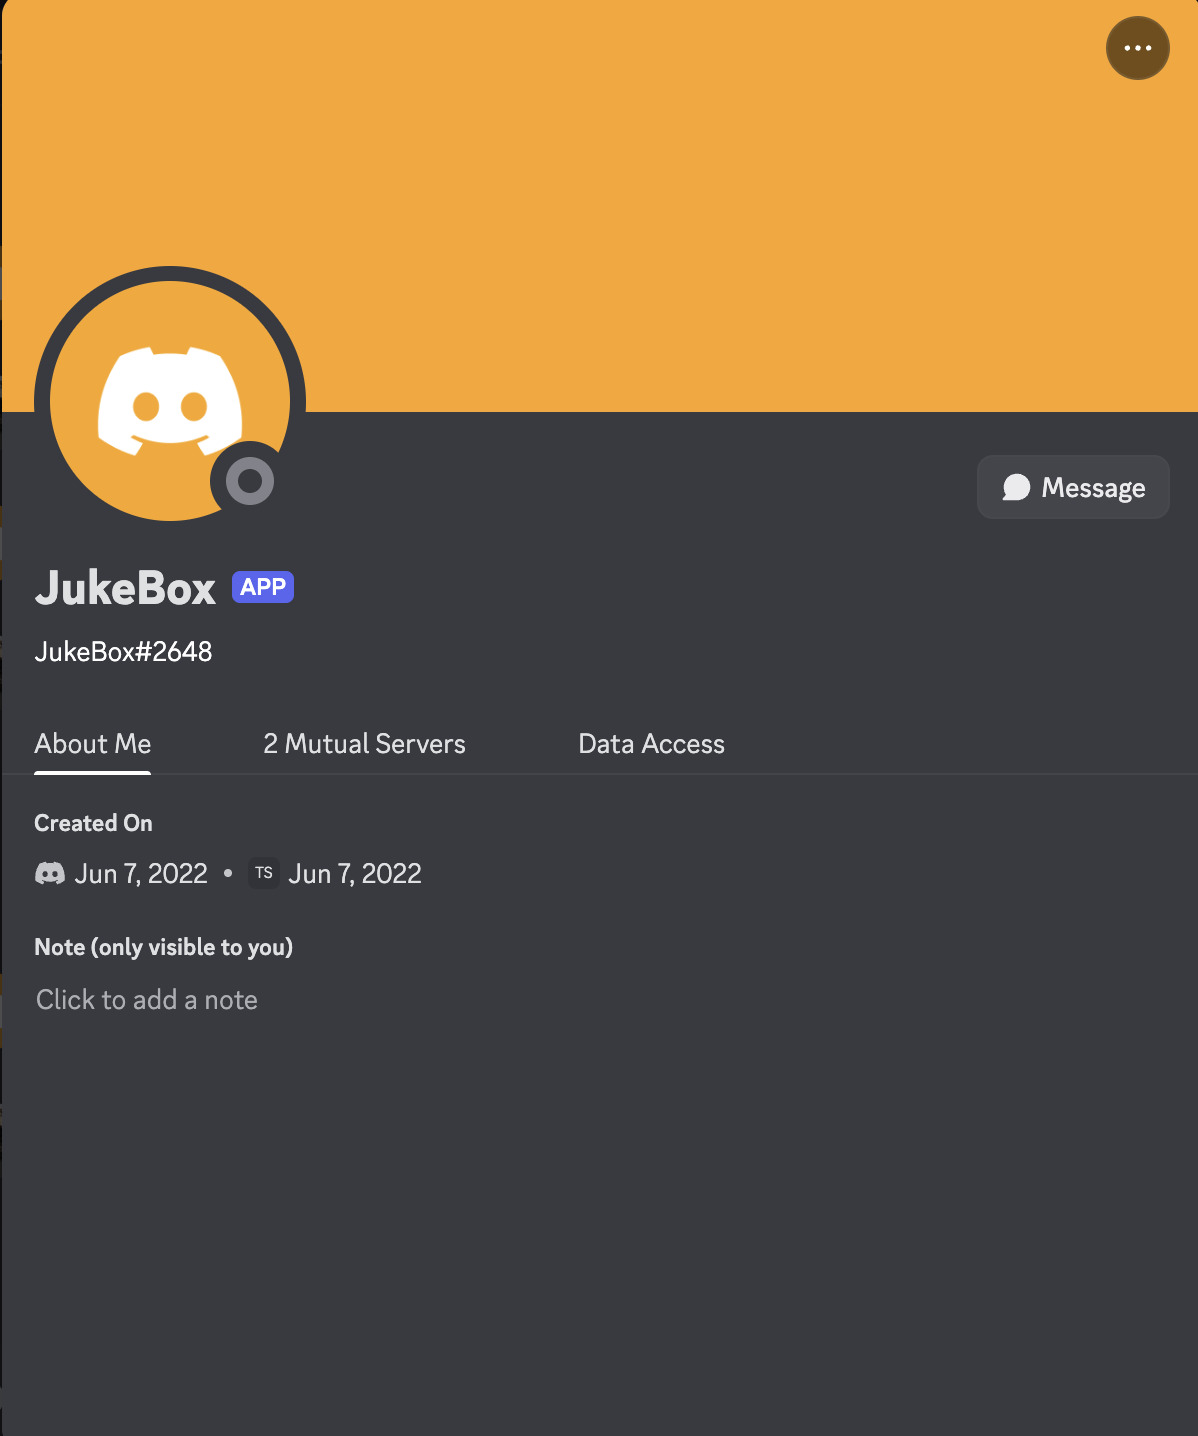 Message
JukeBox APP
JukeBox#2648
About Me 2 Mutual Servers Data Access
Created On
Jun 7, 2022 • TS Jun 7, 2022
Note (only visible to you)
Click to add a note